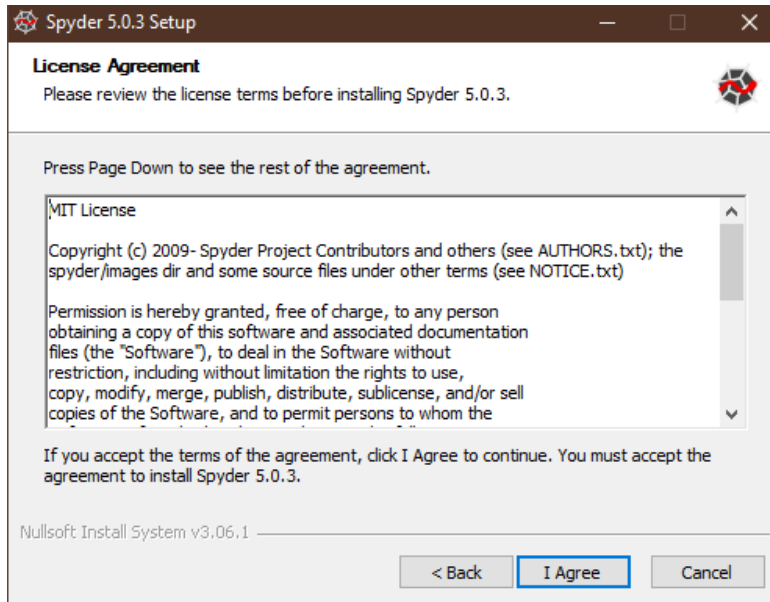 Spyder 5.0.3 Setup
License Agreement
Please review the license terms before installing Spyder 5.0.3.
Press Page Down to see the rest of the agreement.
MIT License
Copyright (c) 2009- Spyder Project Contributors and others (see AUTHORS.txt); the
spyder/images dir and some source files under other terms (see NOTICE.txt)
Permission is hereby granted, free of charge, to any person
obtaining a copy of this software and associated documentation
files (the "Software"), to deal in the Software without
restriction, including without limitation the rights to use,
copy, modify, merge, publish, distribute, sublicense, and/or sell
copies of the Software, and to permit persons to whom the
If you accept the terms of the agreement, click I Agree to continue. You must accept the
agreement to install Spyder 5.0.3.
Nullsoft Install System v3.06.1
< Back
I Agree
Cancel